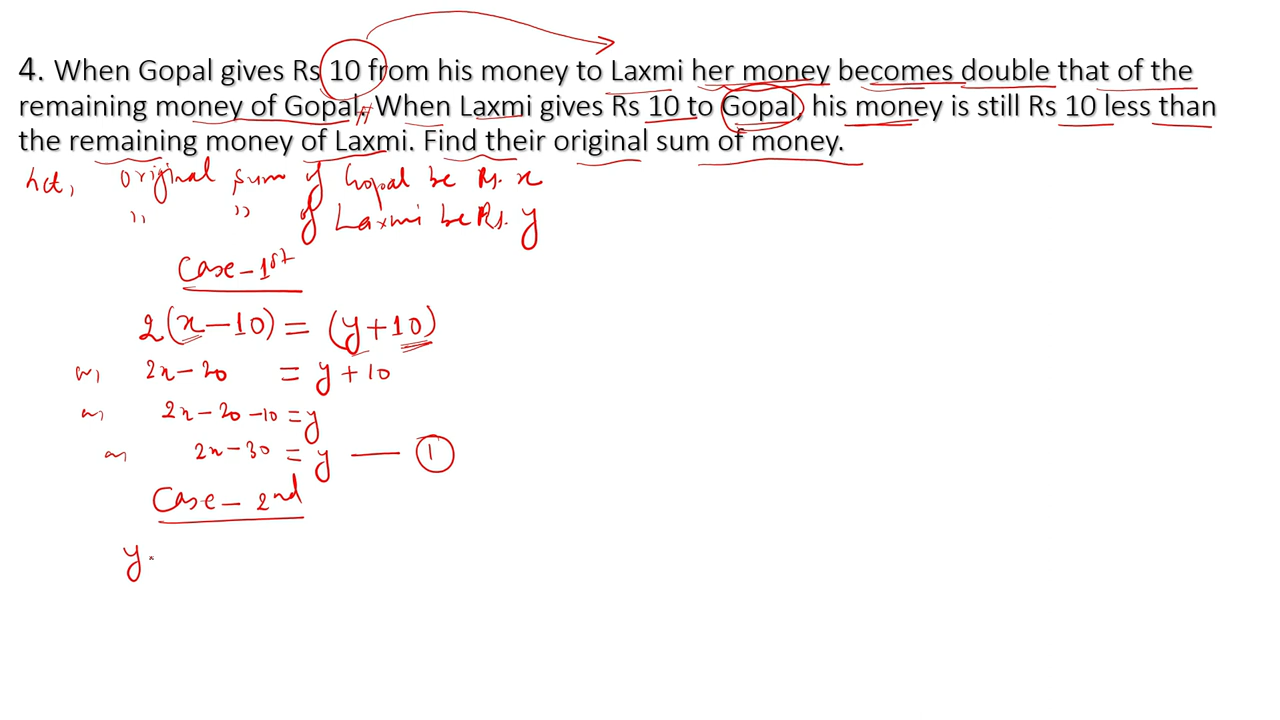 4. When Gopal gives Rs 10 from his money to Laxmi her money becomes double that of the
remaining money of Gopal. When Laxmi gives Rs 10 to Gopal, his money is still Rs 10 less than
the remaining money of Laxmi. Find their original sum of money.
Let, original sum of Gopal be Rs. x
" " of Laxmi be Rs. y
Case-1st
2(x-10) = (y+10)
or, 2x-20 = y+10
or, 2x-20-10=y
or, 2x-30 = y — 1
Case-2nd
y